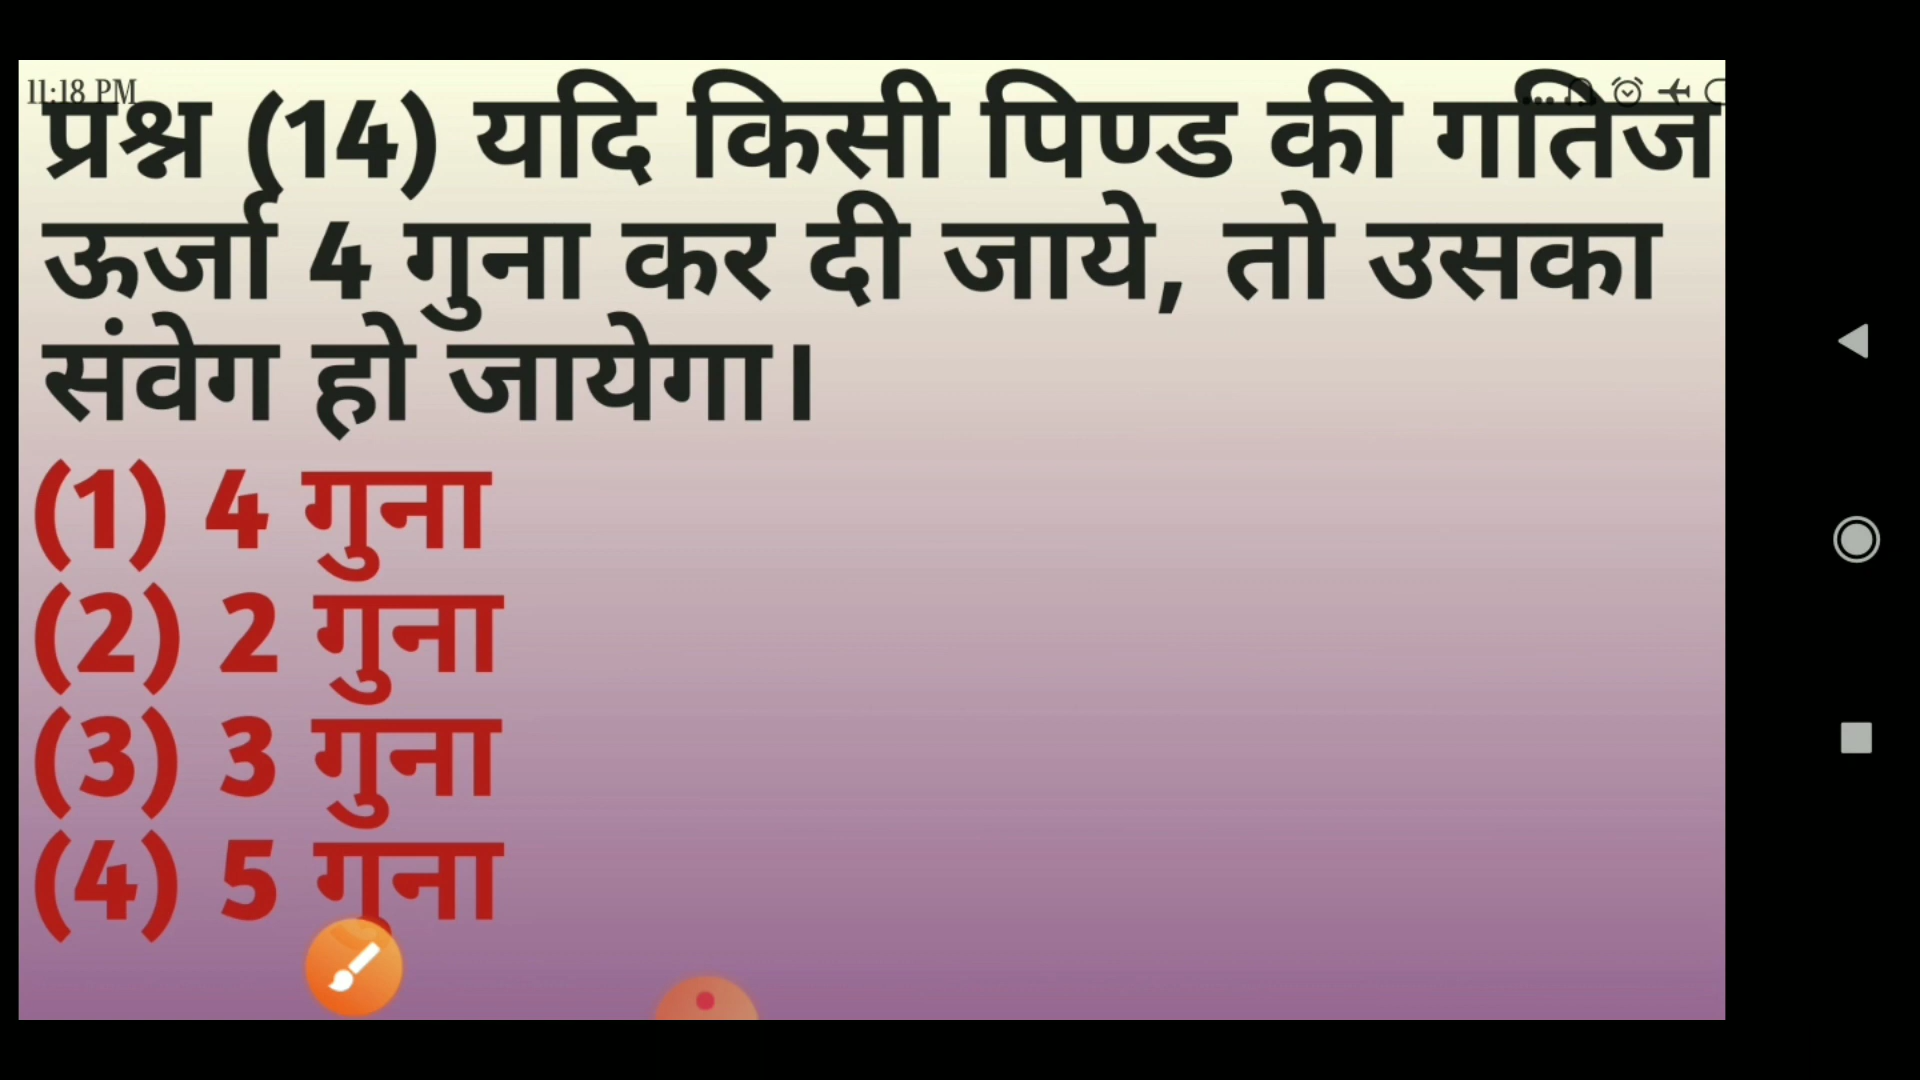 11:18 PM
प्रश्न (14) यदि किसी पिण्ड की गतिज
ऊर्जा 4 गुना कर दी जाये, तो उसका
संवेग हो जायेगा।
(1) 4 गुना
(2) 2 गुना
(3) 3 गुना
(4) 5 गुना